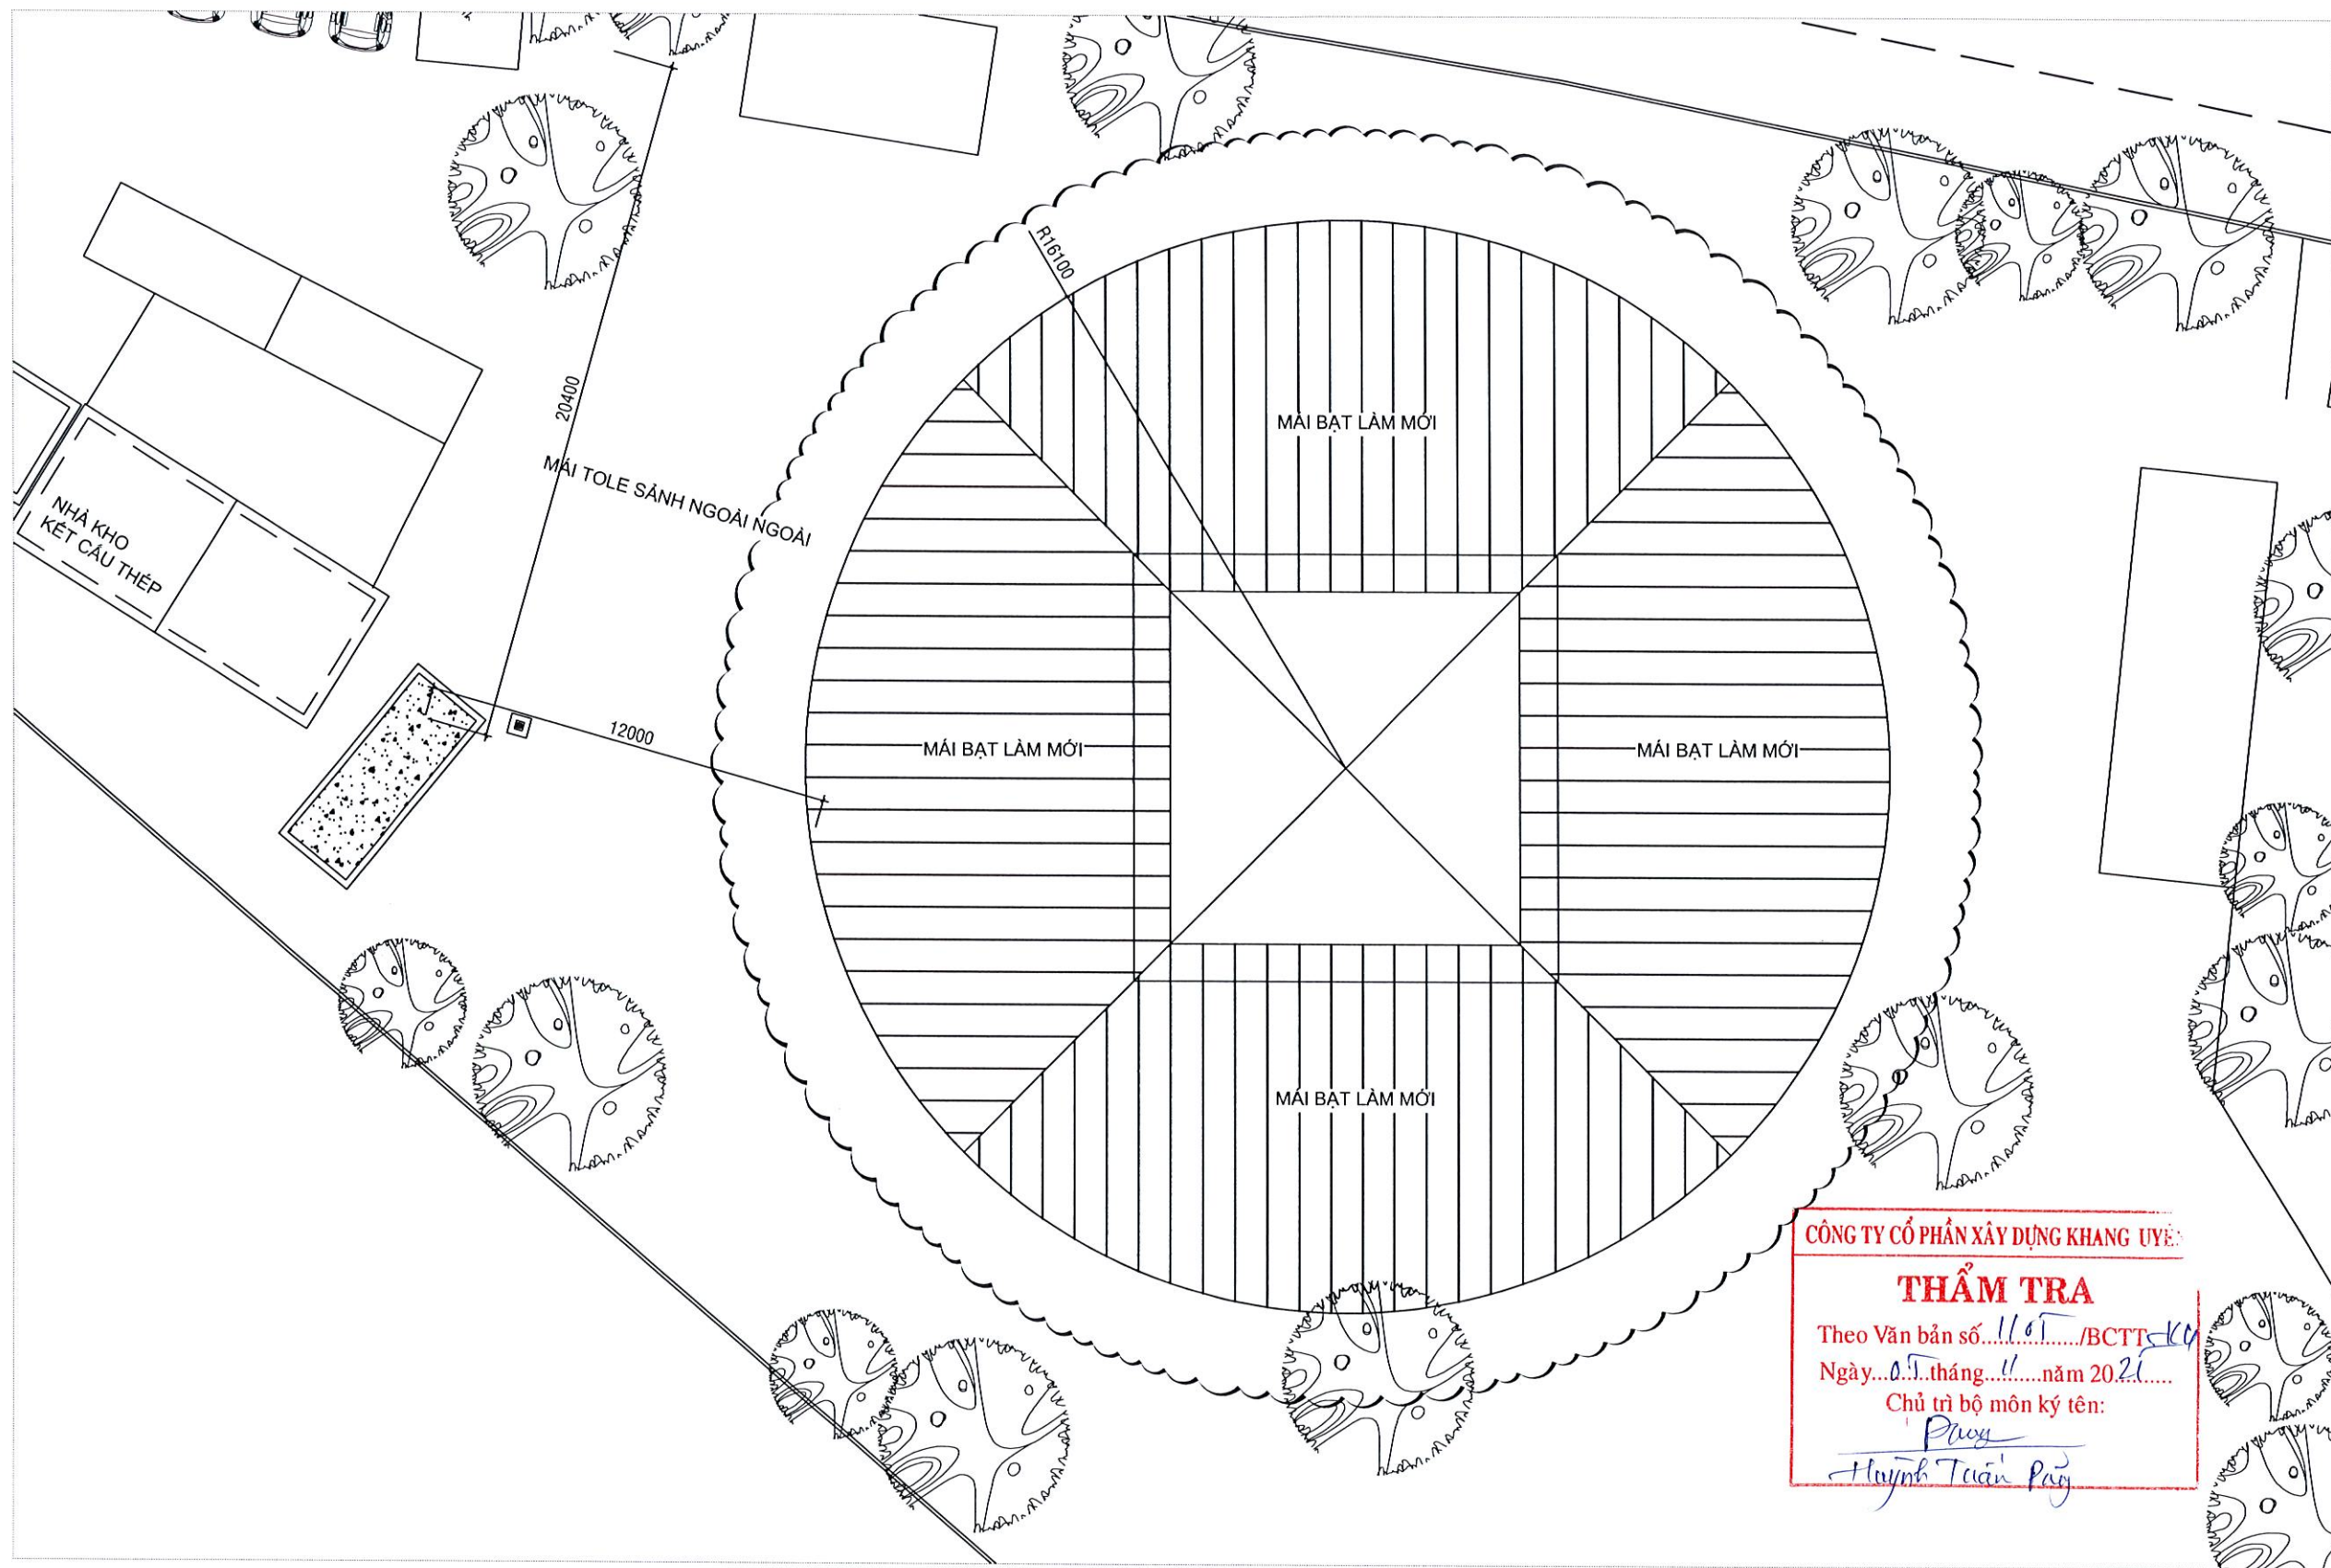 R16100
20400
MÁI BẠT LÀM MỚI
MÁI TOLE SẢNH NGOÀI NGOÀI
NHÀ KHO
KẾT CẤU THÉP
12000
MÁI BẠT LÀM MỚI
MÁI BẠT LÀM MỚI
MÁI BẠT LÀM MỚI
CÔNG TY CỔ PHẦN XÂY DỰNG KHANG UYÊ
THẨM TRA
Theo Văn bản số................/BCTT
Ngày...05..tháng...11.....năm 20.21.....
Chủ trì bộ môn ký tên:
Huỳnh Tuấn